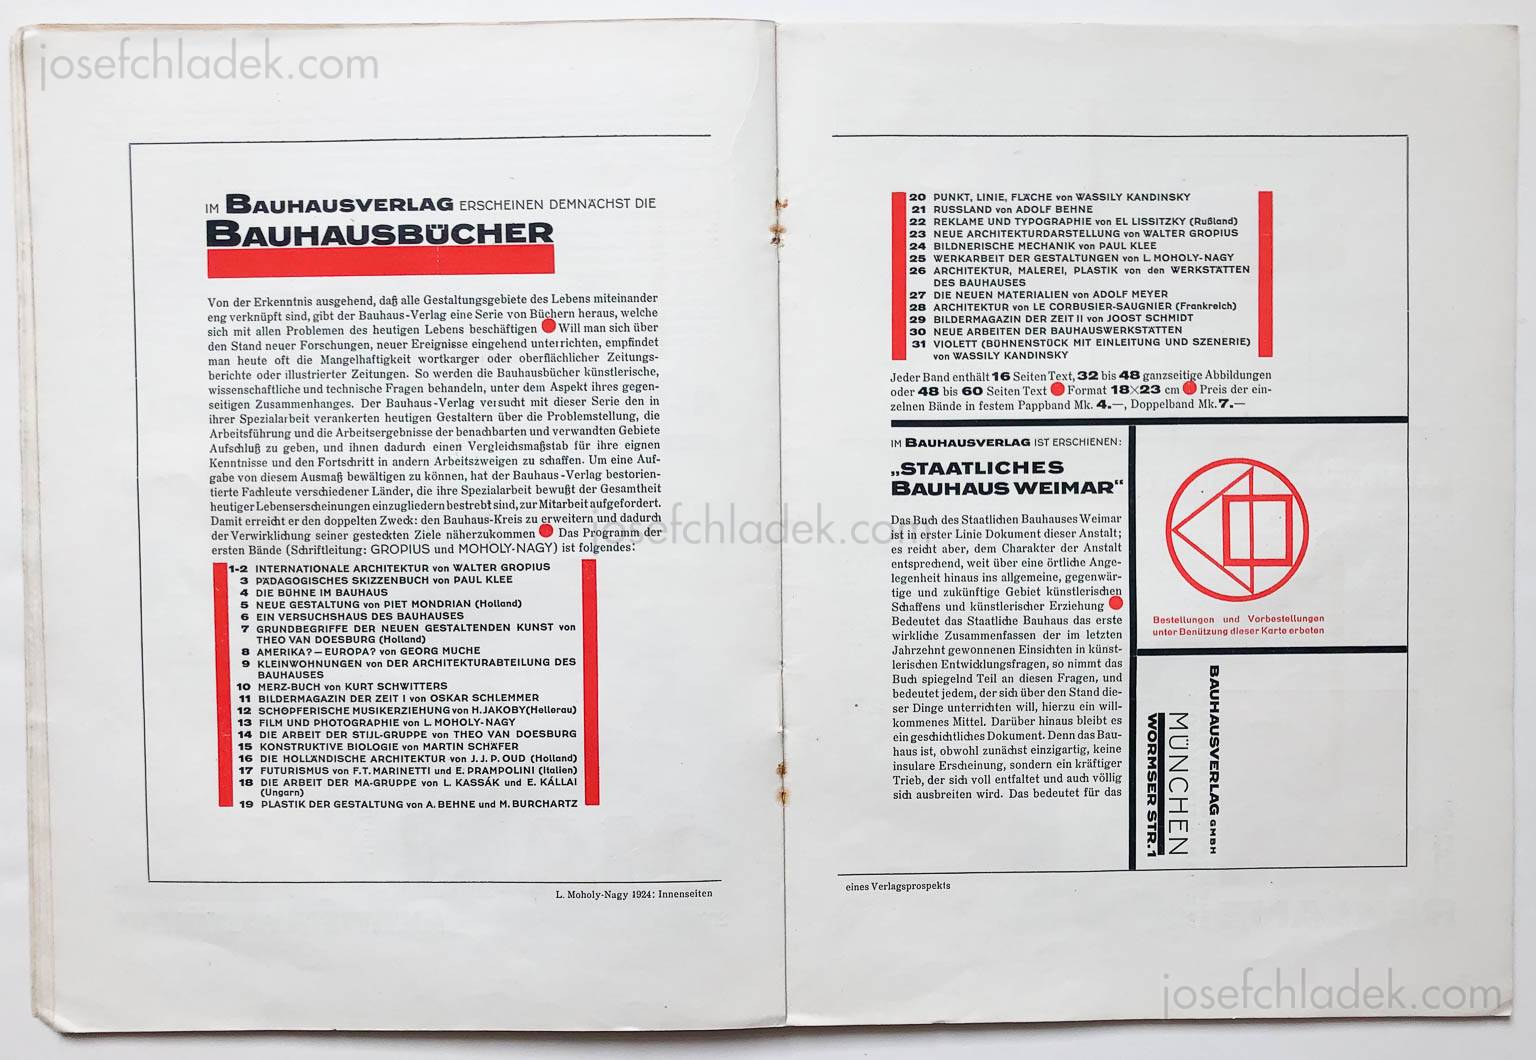 josefchladek.com
IM BAUHAUSVERLAG ERSCHEINEN DEMNÄCHST DIE
BAUHAUSBÜCHER
Von der Erkenntnis ausgehend, daß alle Gestaltungsgebiete des Lebens miteinander
eng verknüpft sind, gibt der Bauhaus-Verlag eine Serie von Büchern heraus, welche
sich mit allen Problemen des heutigen Lebens beschäftigen ● Will man sich über
den Stand neuer Forschungen, neuer Ereignisse eingehend unterrichten, empfindet
man heute oft die Mangelhaftigkeit wortkarger oder oberflächlicher Zeitungs-
berichte oder illustrierter Zeitungen. So werden die Bauhausbücher künstlerische,
wissenschaftliche und technische Fragen behandeln, unter dem Aspekt ihres gegen-
seitigen Zusammenhanges. Der Bauhaus-Verlag versucht mit dieser Serie den in
ihrer Spezialarbeit verankerten heutigen Gestaltern über die Problemstellung, die
Arbeitsführung und die Arbeitsergebnisse der benachbarten und verwandten Gebiete
Aufschluß zu geben, und ihnen dadurch einen Vergleichsmaßstab für ihre eignen
Kenntnisse und den Fortschritt in andern Arbeitszweigen zu schaffen. Um eine Auf-
gabe von diesem Ausmaß bewältigen zu können, hat der Bauhaus-Verlag bestorien-
tierte Fachleute verschiedener Länder, die ihre Spezialarbeit bewußt der Gesamtheit
heutiger Lebenserscheinungen einzugliedern bestrebt sind, zur Mitarbeit aufgefordert.
Damit erreicht er den doppelten Zweck: den Bauhaus-Kreis zu erweitern und dadurch
der Verwirklichung seiner gesteckten Ziele näherzukommen ● Das Programm der
ersten Bände (Schriftleitung: GROPIUS und MOHOLY-NAGY) ist folgendes:
1-2 INTERNATIONALE ARCHITEKTUR von WALTER GROPIUS
3 PÄDAGOGISCHES SKIZZENBUCH von PAUL KLEE
4 DIE BÜHNE IM BAUHAUS
5 NEUE GESTALTUNG von PIET MONDRIAN (Holland)
6 EIN VERSUCHSHAUS DES BAUHAUSES
7 GRUNDBEGRIFFE DER NEUEN GESTALTENDEN KUNST von
THEO VAN DOESBURG (Holland)
8 AMERIKA? — EUROPA? von GEORG MUCHE
9 KLEINWOHNUNGEN von DER ARCHITEKTURABTEILUNG DES
BAUHAUSES
10 MERZ-BUCH von KURT SCHWITTERS
11 BILDERMAGAZIN DER ZEIT I von OSKAR SCHLEMMER
12 SCHÖPFERISCHE MUSIKERZIEHUNG von H. JAKOBY (Hellerau)
13 FILM UND PHOTOGRAPHIE von L. MOHOLY-NAGY
14 DIE ARBEIT DER STIJL-GRUPPE von THEO VAN DOESBURG
15 KONSTRUKTIVE BIOLOGIE von MARTIN SCHÄFER
16 DIE HOLLÄNDISCHE ARCHITEKTUR von J. J. P. OUD (Holland)
17 FUTURISMUS von F. T. MARINETTI und E. PRAMPOLINI (Italien)
18 DIE ARBEIT DER MA-GRUPPE von L. KASSÁK und E. KÁLLAI
(Ungarn)
19 PLASTIK DER GESTALTUNG von A. BEHNE und M. BURCHARTZ
L. Moholy-Nagy 1924: Innenseiten
20 PUNKT, LINIE, FLÄCHE von WASSILY KANDINSKY
21 RUSSLAND von ADOLF BEHNE
22 REKLAME UND TYPOGRAPHIE von EL LISSITZKY (Rußland)
23 NEUE ARCHITEKTURDARSTELLUNG von WALTER GROPIUS
24 BILDNERISCHE MECHANIK von PAUL KLEE
25 WERKARBEIT DER GESTALTUNGEN von L. MOHOLY-NAGY
26 ARCHITEKTUR, MALEREI, PLASTIK von den WERKSTÄTTEN
DES BAUHAUSES
27 DIE NEUEN MATERIALIEN von ADOLF MEYER
28 ARCHITEKTUR von LE CORBUSIER-SAUGNIER (Frankreich)
29 BILDERMAGAZIN DER ZEIT II von JOOST SCHMIDT
30 NEUE ARBEITEN DER BAUHAUSWERKSTÄTTEN
31 VIOLETT (BÜHNENSTÜCK MIT EINLEITUNG UND SZENERIE)
von WASSILY KANDINSKY
Jeder Band enthält 16 Seiten Text, 32 bis 48 ganzseitige Abbildungen
oder 48 bis 60 Seiten Text ● Format 18×23 cm ● Preis der ein-
zelnen Bände in festem Pappband Mk. 4.—, Doppelband Mk. 7.—
IM BAUHAUSVERLAG IST ERSCHIENEN:
„STAATLICHES
BAUHAUS WEIMAR“
Das Buch des Staatlichen Bauhauses Weimar
ist in erster Linie Dokument dieser Anstalt;
es reicht aber, dem Charakter der Anstalt
entsprechend, weit über eine örtliche Ange-
legenheit hinaus ins allgemeine, gegenwär-
tige und zukünftige Gebiet künstlerischen
Schaffens und künstlerischer Erziehung ●
Bedeutet das Staatliche Bauhaus das erste
wirkliche Zusammenfassen der im letzten
Jahrzehnt gewonnenen Einsichten in künst-
lerischen Entwicklungsfragen, so nimmt das
Buch spiegelnd Teil an diesen Fragen, und
bedeutet jedem, der sich über den Stand die-
ser Dinge unterrichten will, hierzu ein will-
kommenes Mittel. Darüber hinaus bleibt es
ein geschichtliches Dokument. Denn das Bau-
haus ist, obwohl zunächst einzigartig, keine
insulare Erscheinung, sondern ein kräftiger
Trieb, der sich voll entfaltet und auch völlig
sich ausbreiten wird. Das bedeutet für das
Bestellungen und Vorbestellungen
unter Benützung dieser Karte erbeten
BAUHAUSVERLAG GMBH
MÜNCHEN
WORMSER STR. 1
eines Verlagsprospekts
josefchladek.com
josefchladek.com